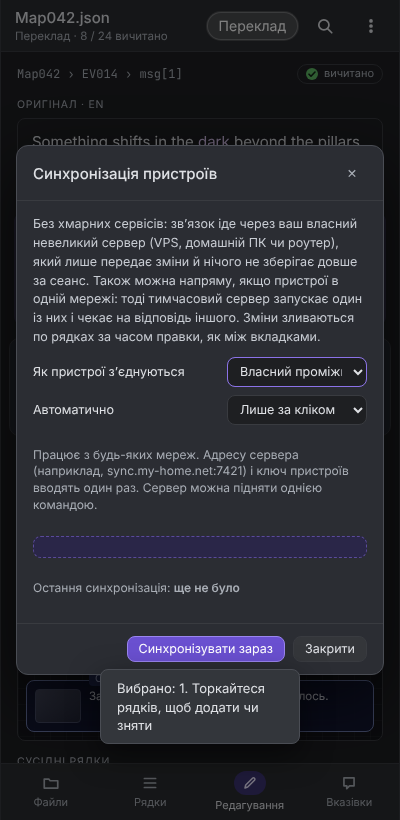 Map042.json
Переклад · 8 / 24 вичитано
Переклад
Map042 › EV014 › msg[1]
вичитано
ОРИГІНАЛ · EN
Something shifts in the dark beyond the pillars.
Синхронізація пристроїв
×
Без хмарних сервісів: зв’язок іде через ваш власний
невеликий сервер (VPS, домашній ПК чи роутер),
який лише передає зміни й нічого не зберігає довше
за сеанс. Також можна напряму, якщо пристрої в
одній мережі: тоді тимчасовий сервер запускає один
із них і чекає на відповідь іншого. Зміни зливаються
по рядках за часом правки, як між вкладками.
Як пристрої з’єднуються
Власний проміжн
Автоматично
Лише за кліком
Працює з будь-яких мереж. Адресу сервера
(наприклад, sync.my-home.net:7421) і ключ пристроїв
вводять один раз. Сервер можна підняти однією
командою.
Остання синхронізація: ще не було
Синхронізувати зараз
Закрити
Вибрано: 1. Торкайтеся
рядків, щоб додати чи
зняти
СУСІДНІ РЯДКИ
Файли
Рядки
Редагування
Вказівки